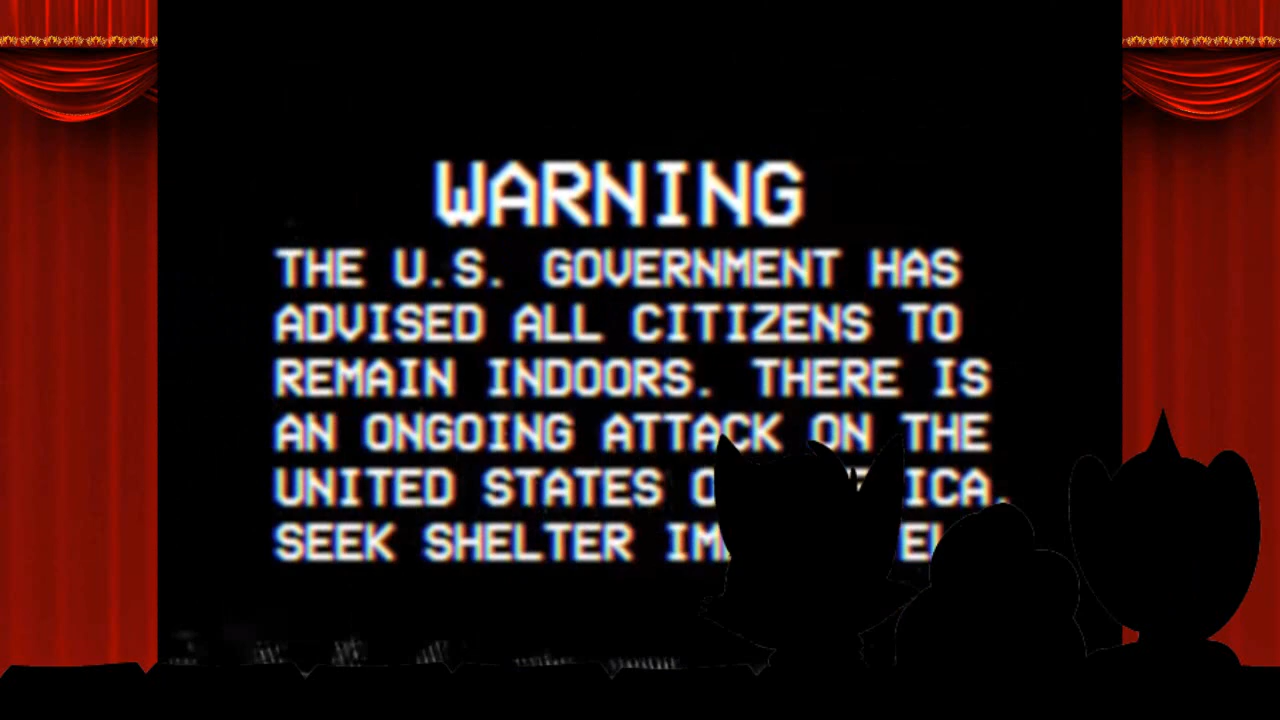 WARNING
THE U.S. GOVERNMENT HAS
ADVISED ALL CITIZENS TO
REMAIN INDOORS. THERE IS
AN ONGOING ATTACK ON THE
UNITED STATES
SEEK SHELTER